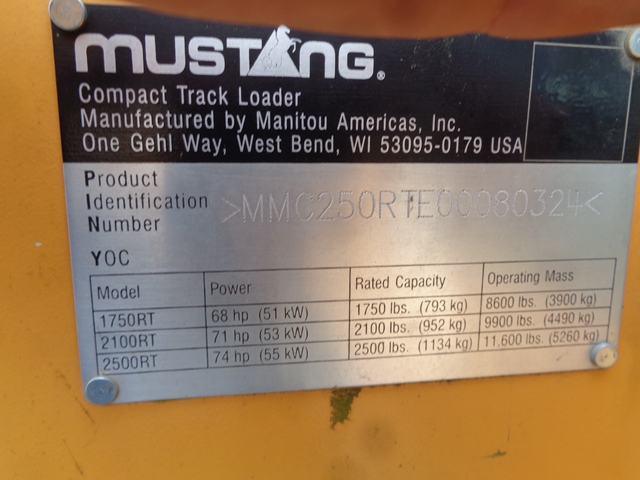 MUSTANG®
Compact Track Loader
Manufactured by Manitou Americas, Inc.
One Gehl Way, West Bend, WI 53095-0179 USA
Product
Identification >MMC250RTE00080324<
Number
YOC
Model Power Rated Capacity Operating Mass
1750RT 68 hp (51 kW) 1750 lbs. (793 kg) 8600 lbs. (3900 kg)
2100RT 71 hp (53 kW) 2100 lbs. (952 kg) 9900 lbs. (4490 kg)
2500RT 74 hp (55 kW) 2500 lbs. (1134 kg) 11,600 lbs. (5260 kg)